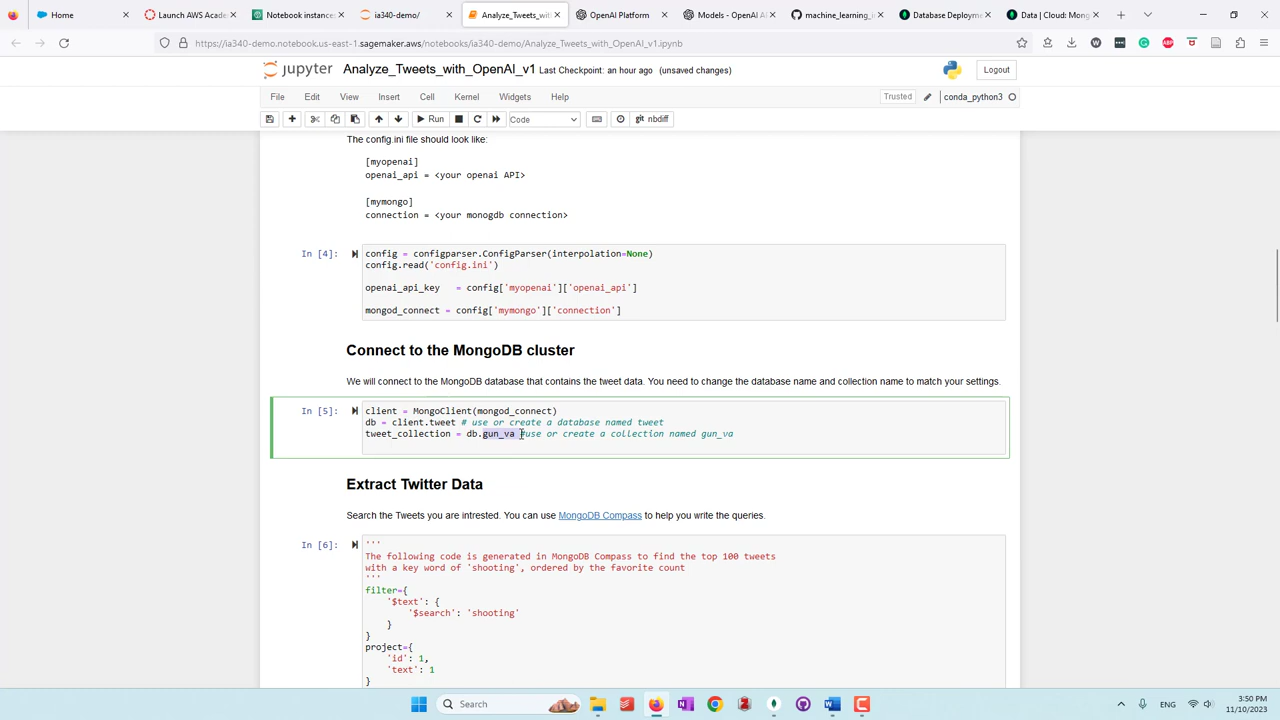 Home
Launch AWS Acade
Notebook instances
ia340-demo/
Analyze_Tweets_with
OpenAI Platform
Models - OpenAI A
machine_learning_i
Database Deployme
Data | Cloud: Mong
https://ia340-demo.notebook.us-east-1.sagemaker.aws/notebooks/ia340-demo/Analyze_Tweets_with_OpenAI_v1.ipynb
jupyter Analyze_Tweets_with_OpenAI_v1 Last Checkpoint: an hour ago (unsaved changes) Logout
File Edit View Insert Cell Kernel Widgets Help Trusted conda_python3
Run Code nbdiff
The config.ini file should look like:
[myopenai]
openai_api = <your openai API>
[mymongo]
connection = <your monogdb connection>
In [4]: config = configparser.ConfigParser(interpolation=None)
config.read('config.ini')
openai_api_key = config['myopenai']['openai_api']
mongod_connect = config['mymongo']['connection']
Connect to the MongoDB cluster
We will connect to the MongoDB database that contains the tweet data. You need to change the database name and collection name to match your settings.
In [5]: client = MongoClient(mongod_connect)
db = client.tweet # use or create a database named tweet
tweet_collection = db.gun_va #use or create a collection named gun_va
Extract Twitter Data
Search the Tweets you are intrested. You can use MongoDB Compass to help you write the queries.
In [6]: '''
The following code is generated in MongoDB Compass to find the top 100 tweets
with a key word of 'shooting', ordered by the favorite count
'''
filter={
'$text': {
'$search': 'shooting'
}
}
project={
'id': 1,
'text': 1
}
Search
ENG
3:50 PM
11/10/2023